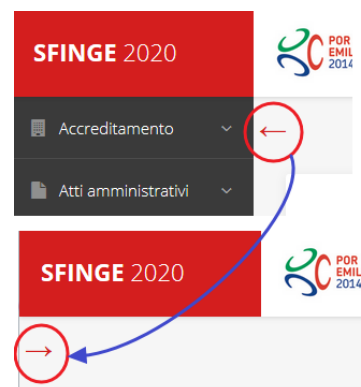 SFINGE 2020
POR
EMIL
2014
Accreditamento
Atti amministrativi
SFINGE 2020
POR
EMIL
2014